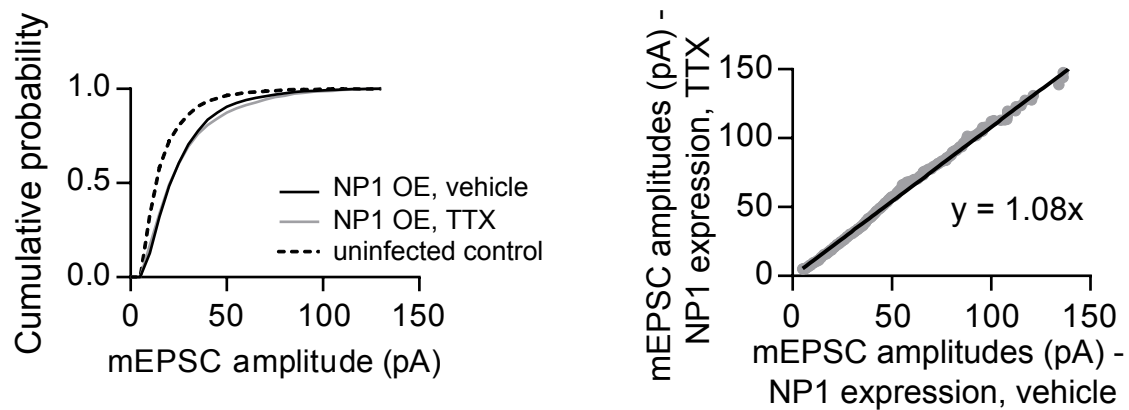 Cumulative probability
1.0
0.5
0.0
0
50
100
150
mEPSC amplitude (pA)
NP1 OE, vehicle
NP1 OE, TTX
uninfected control
mEPSC amplitudes (pA) -
NP1 expression, TTX
150
100
50
0
0
50
100
150
y = 1.08x
mEPSC amplitudes (pA) -
NP1 expression, vehicle